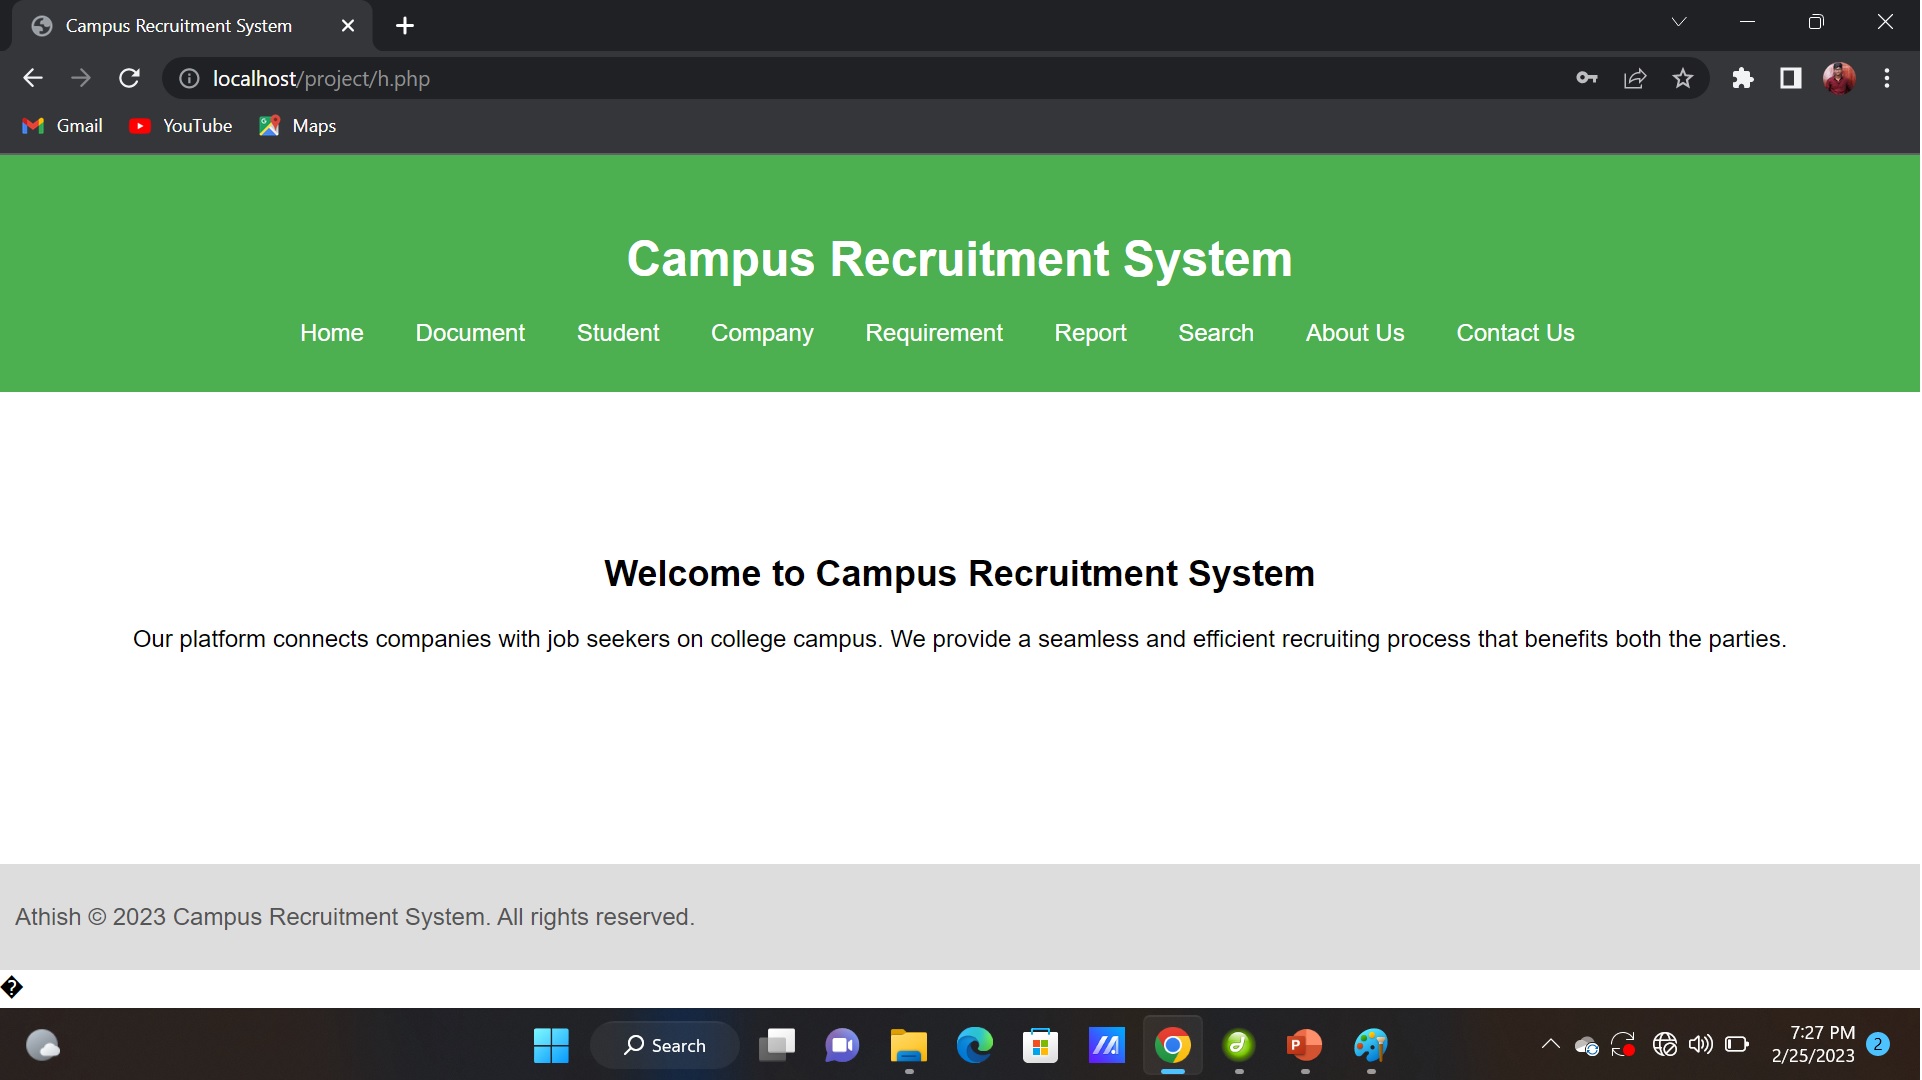 Campus Recruitment System
localhost/project/h.php
Gmail YouTube Maps
Campus Recruitment System
Home Document Student Company Requirement Report Search About Us Contact Us
Welcome to Campus Recruitment System
Our platform connects companies with job seekers on college campus. We provide a seamless and efficient recruiting process that benefits both the parties.
Athish © 2023 Campus Recruitment System. All rights reserved.
�
Search
7:27 PM
2/25/2023
2